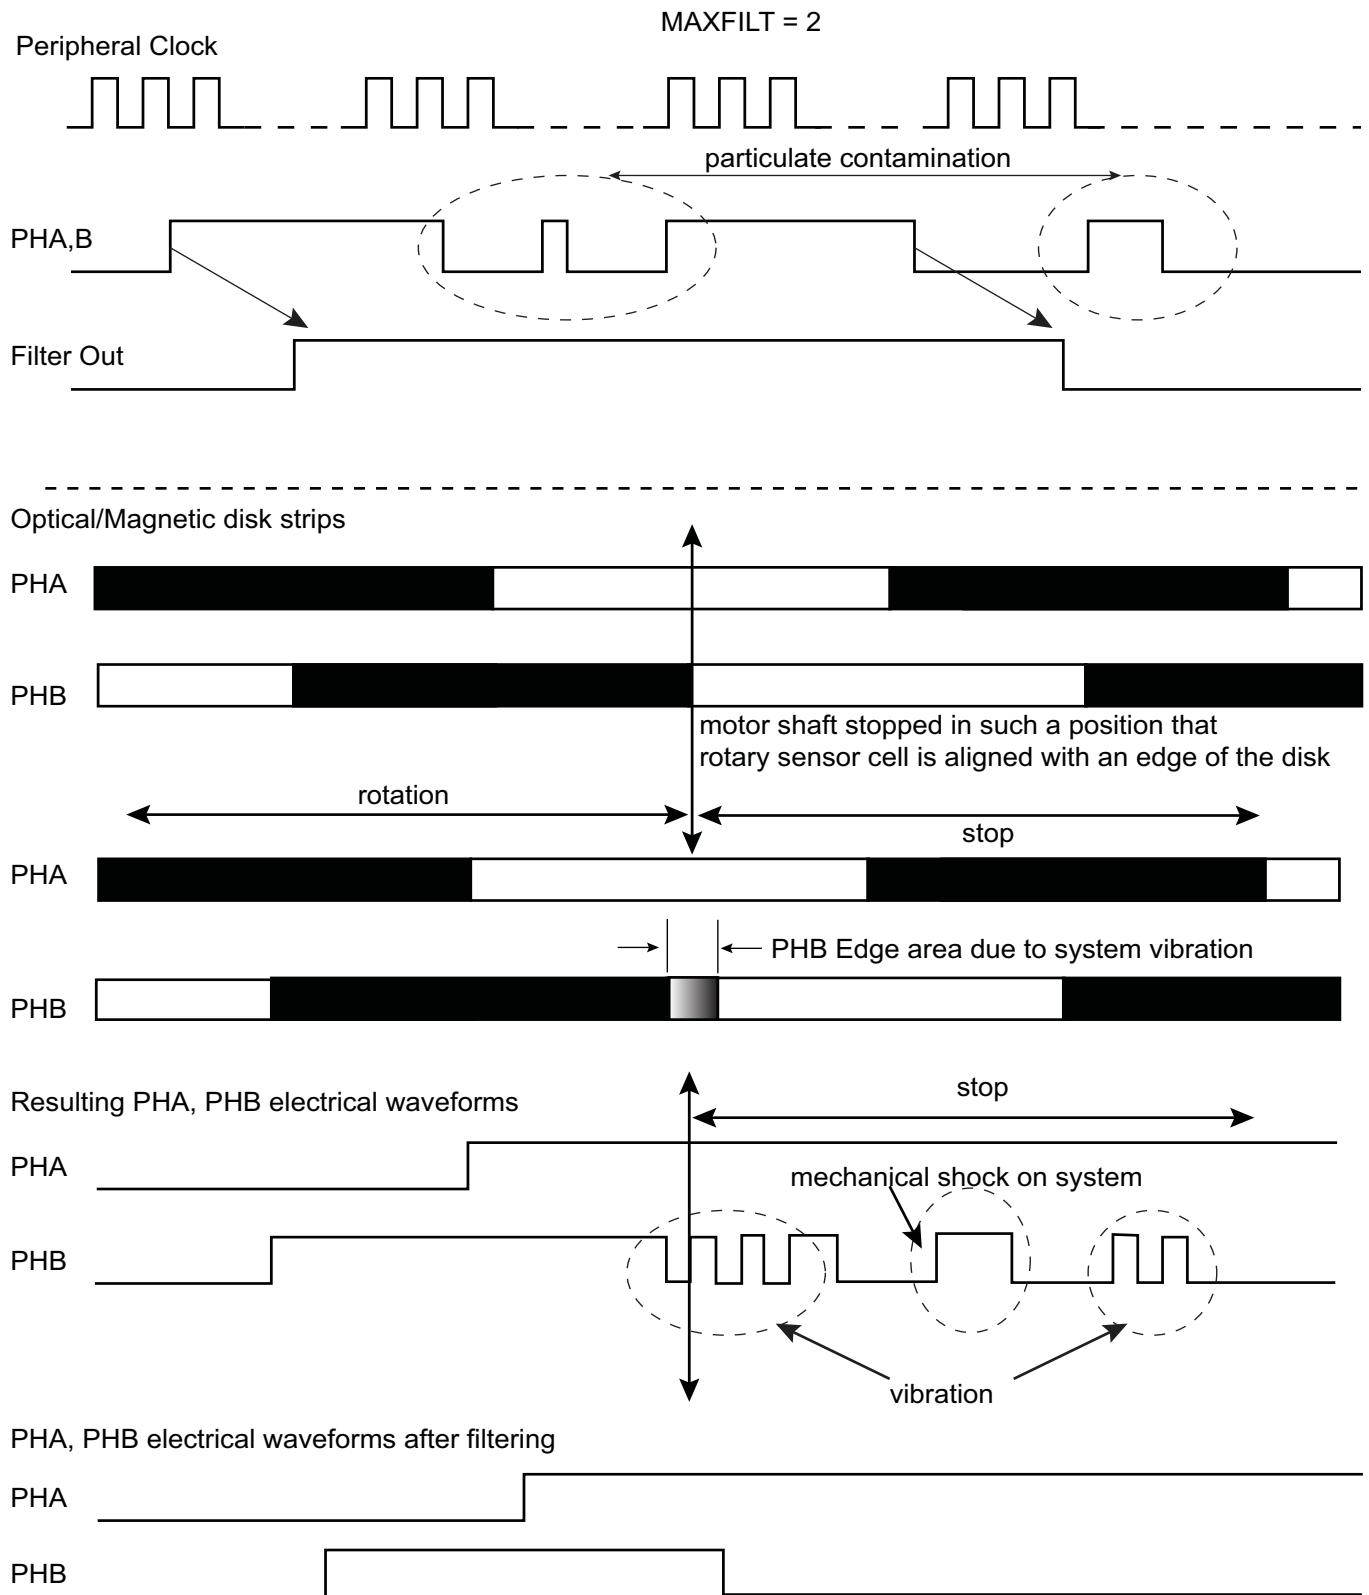 MAXFILT = 2
Peripheral Clock
particulate contamination
PHA,B
Filter Out
Optical/Magnetic disk strips
PHA
PHB
motor shaft stopped in such a position that
rotary sensor cell is aligned with an edge of the disk
rotation
stop
PHA
PHB Edge area due to system vibration
PHB
Resulting PHA, PHB electrical waveforms
stop
PHA
mechanical shock on system
PHB
vibration
PHA, PHB electrical waveforms after filtering
PHA
PHB